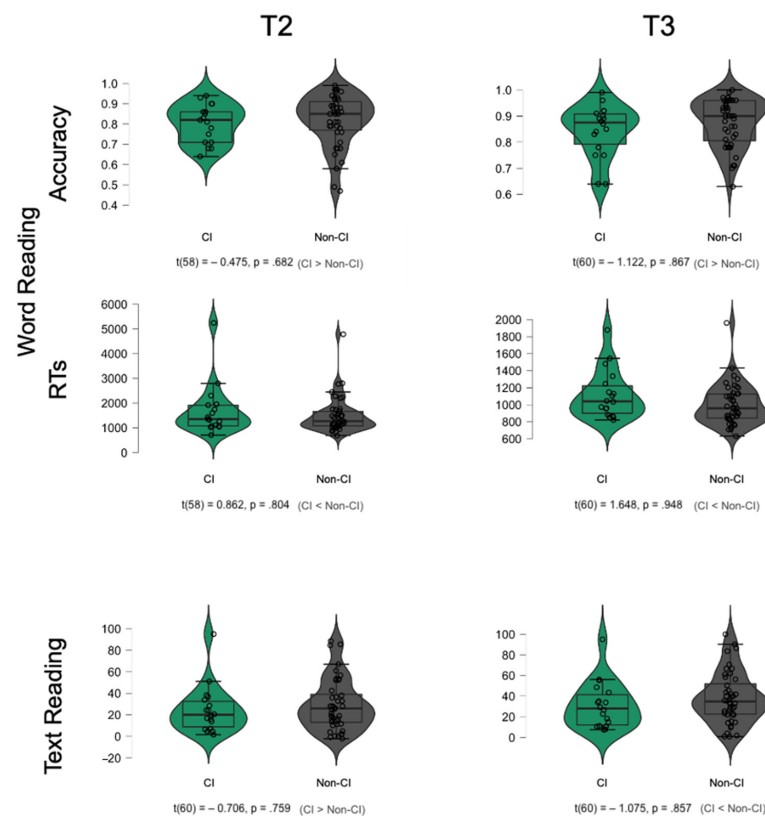 T2
T3
Word Reading
Accuracy
1.0
0.9
0.8
0.7
0.6
0.5
0.4
CI
Non-CI
t(58) = – 0.475, p = .682 (CI > Non-CI)
1.0
0.9
0.8
0.7
0.6
CI
Non-CI
t(60) = – 1.122, p = .867 (CI > Non-CI)
RTs
6000
5000
4000
3000
2000
1000
0
CI
Non-CI
t(58) = 0.862, p = .804 (CI < Non-CI)
2000
1800
1600
1400
1200
1000
800
600
CI
Non-CI
t(60) = 1.648, p = .948 (CI < Non-CI)
Text Reading
100
80
60
40
20
0
−20
CI
Non-CI
t(60) = – 0.706, p = .759 (CI > Non-CI)
100
80
60
40
20
0
CI
Non-CI
t(60) = – 1.075, p = .857 (CI < Non-CI)